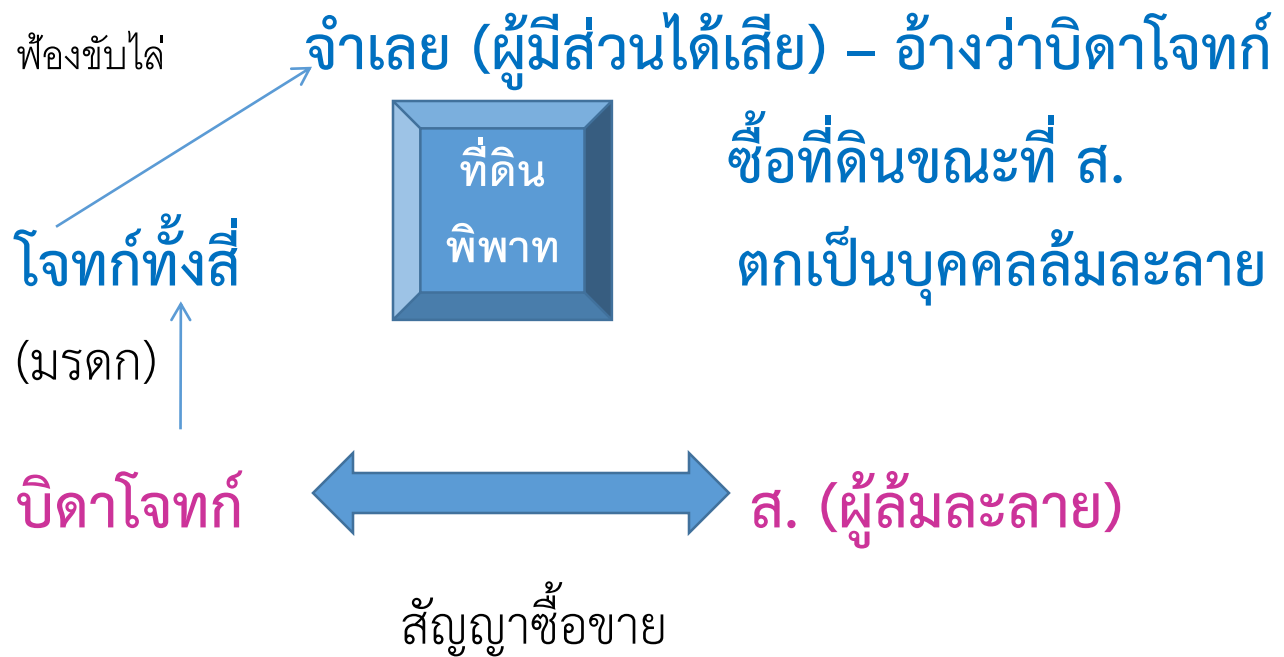 ฟ้องขับไล่
จำเลย (ผู้มีส่วนได้เสีย) – อ้างว่าบิดาโจทก์
ซื้อที่ดินขณะที่ ส.
ตกเป็นบุคคลล้มละลาย
ที่ดิน
พิพาท
โจทก์ทั้งสี่
(มรดก)
บิดาโจทก์
ส. (ผู้ล้มละลาย)
สัญญาซื้อขาย